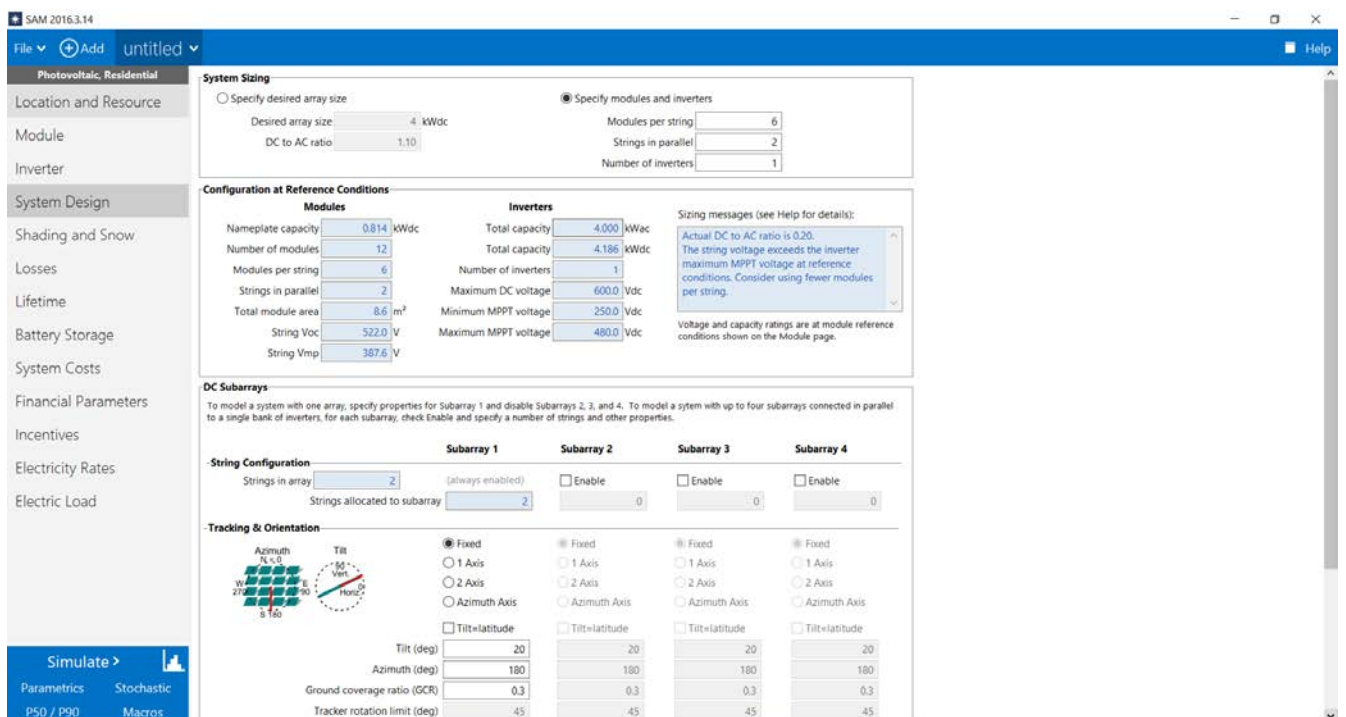 SAM 2016.3.14
File Add untitled Help
Photovoltaic, Residential
Location and Resource
Module
Inverter
System Design
Shading and Snow
Losses
Lifetime
Battery Storage
System Costs
Financial Parameters
Incentives
Electricity Rates
Electric Load
Simulate >
Parametrics Stochastic
P50 / P90 Macros
System Sizing
Specify desired array size
Desired array size 4 kWdc
DC to AC ratio 1.10
Specify modules and inverters
Modules per string 6
Strings in parallel 2
Number of inverters 1
Configuration at Reference Conditions
Modules
Nameplate capacity 0.814 kWdc
Number of modules 12
Modules per string 6
Strings in parallel 2
Total module area 8.6 m²
String Voc 522.0 V
String Vmp 387.6 V
Inverters
Total capacity 4.000 kWac
Total capacity 4.186 kWdc
Number of inverters 1
Maximum DC voltage 600.0 Vdc
Minimum MPPT voltage 250.0 Vdc
Maximum MPPT voltage 480.0 Vdc
Sizing messages (see Help for details):
Actual DC to AC ratio is 0.20.
The string voltage exceeds the inverter
maximum MPPT voltage at reference
conditions. Consider using fewer modules
per string.
Voltage and capacity ratings are at module reference
conditions shown on the Module page.
DC Subarrays
To model a system with one array, specify properties for Subarray 1 and disable Subarrays 2, 3, and 4. To model a sytem with up to four subarrays connected in parallel
to a single bank of inverters, for each subarray, check Enable and specify a number of strings and other properties.
Subarray 1 Subarray 2 Subarray 3 Subarray 4
String Configuration
Strings in array 2 (always enabled) Enable Enable Enable
Strings allocated to subarray 2 0 0 0
Tracking & Orientation
Azimuth Tilt
N = 0 90
Vert.
W E 0°
270 90 Horiz.
S 180
Fixed Fixed Fixed Fixed
1 Axis 1 Axis 1 Axis 1 Axis
2 Axis 2 Axis 2 Axis 2 Axis
Azimuth Axis Azimuth Axis Azimuth Axis Azimuth Axis
Tilt=latitude Tilt=latitude Tilt=latitude Tilt=latitude
Tilt (deg) 20 20 20 20
Azimuth (deg) 180 180 180 180
Ground coverage ratio (GCR) 0.3 0.3 0.3 0.3
Tracker rotation limit (deg) 45 45 45 45